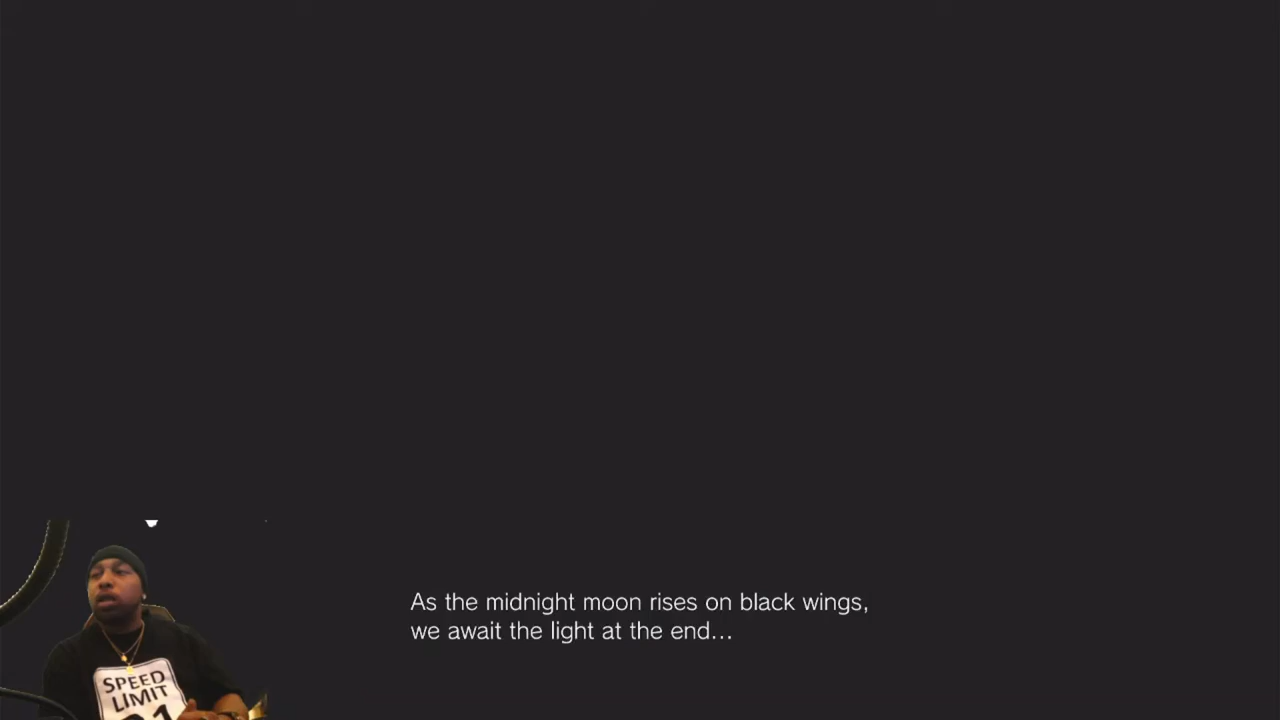 As the midnight moon rises on black wings,
we await the light at the end...
SPEED
LIMIT